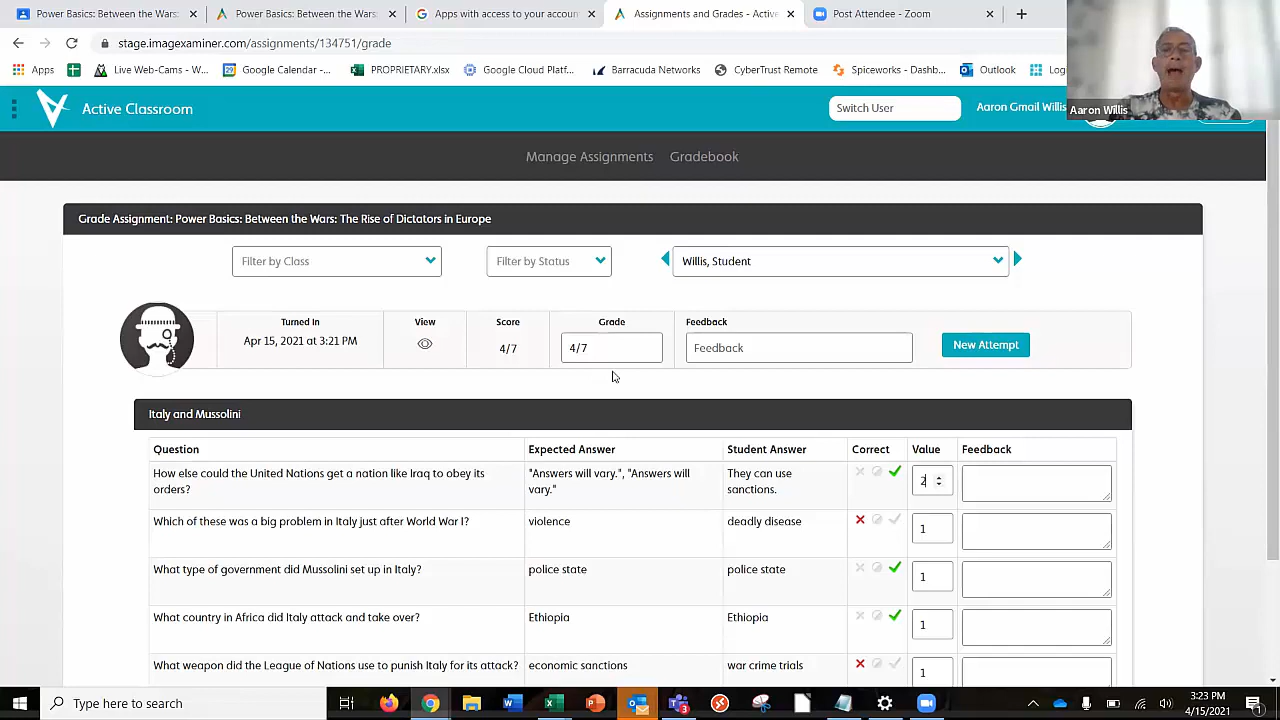 Power Basics: Between the Wars:
Power Basics: Between the Wars:
Apps with access to your accoun
Assignments and Grades - Active
Post Attendee - Zoom
stage.imagexaminer.com/assignments/134751/grade
Apps
Live Web-Cams - W...
Google Calendar - ...
PROPRIETARY.xlsx
Google Cloud Platf...
Barracuda Networks
CyberTrust Remote
Spiceworks - Dashb...
Outlook
Aaron Willis
Active Classroom
Switch User
Aaron Gmail Willis
Manage Assignments
Gradebook
Grade Assignment: Power Basics: Between the Wars: The Rise of Dictators in Europe
Filter by Class
Filter by Status
Willis, Student
Turned In
View
Score
Grade
Feedback
Apr 15, 2021 at 3:21 PM
4/7
4/7
Feedback
New Attempt
Italy and Mussolini
Question
Expected Answer
Student Answer
Correct
Value
Feedback
How else could the United Nations get a nation like Iraq to obey its
orders?
"Answers will vary.", "Answers will
vary."
They can use
sanctions.
2
Which of these was a big problem in Italy just after World War I?
violence
deadly disease
1
What type of government did Mussolini set up in Italy?
police state
police state
1
What country in Africa did Italy attack and take over?
Ethiopia
Ethiopia
1
What weapon did the League of Nations use to punish Italy for its attack?
economic sanctions
war crime trials
1
Type here to search
3:23 PM
4/15/2021